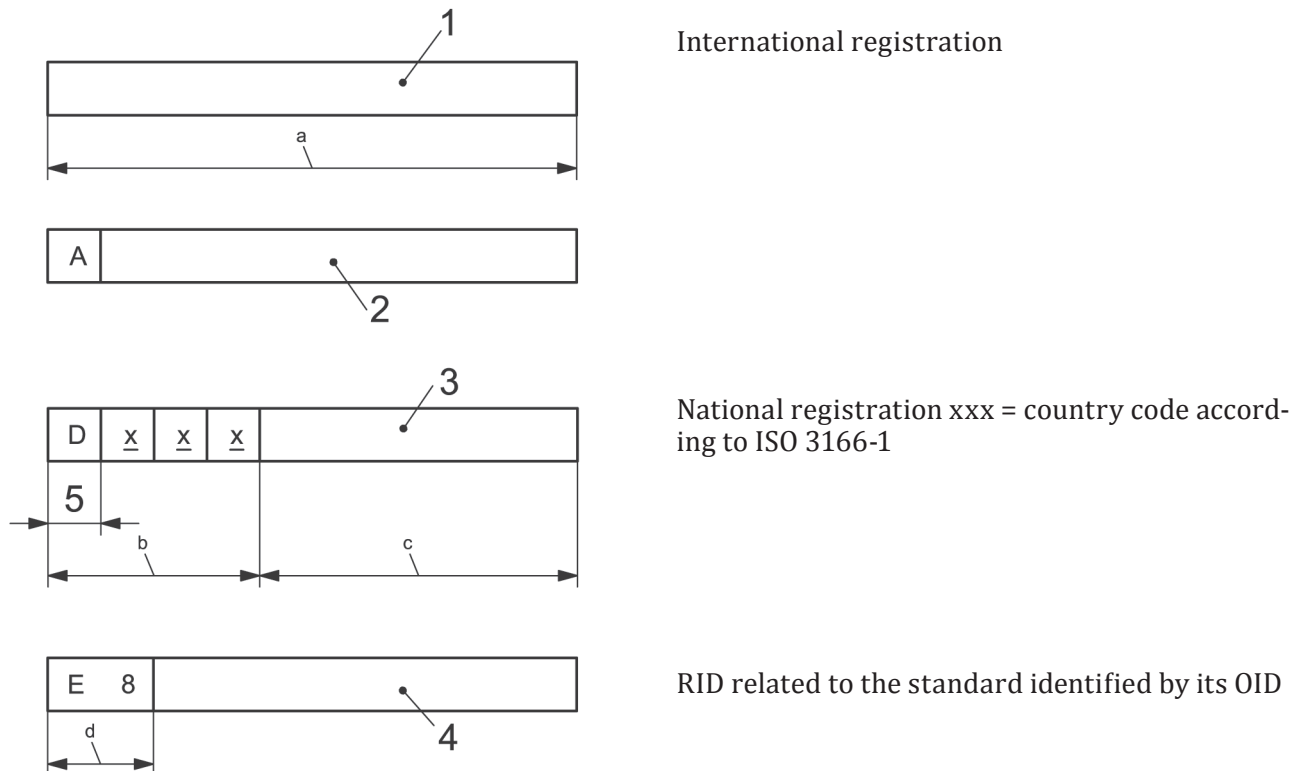 1
International registration
a
A
2
3
D x x x
National registration xxx = country code accord-
ing to ISO 3166-1
5
b
c
E 8
RID related to the standard identified by its OID
4
d